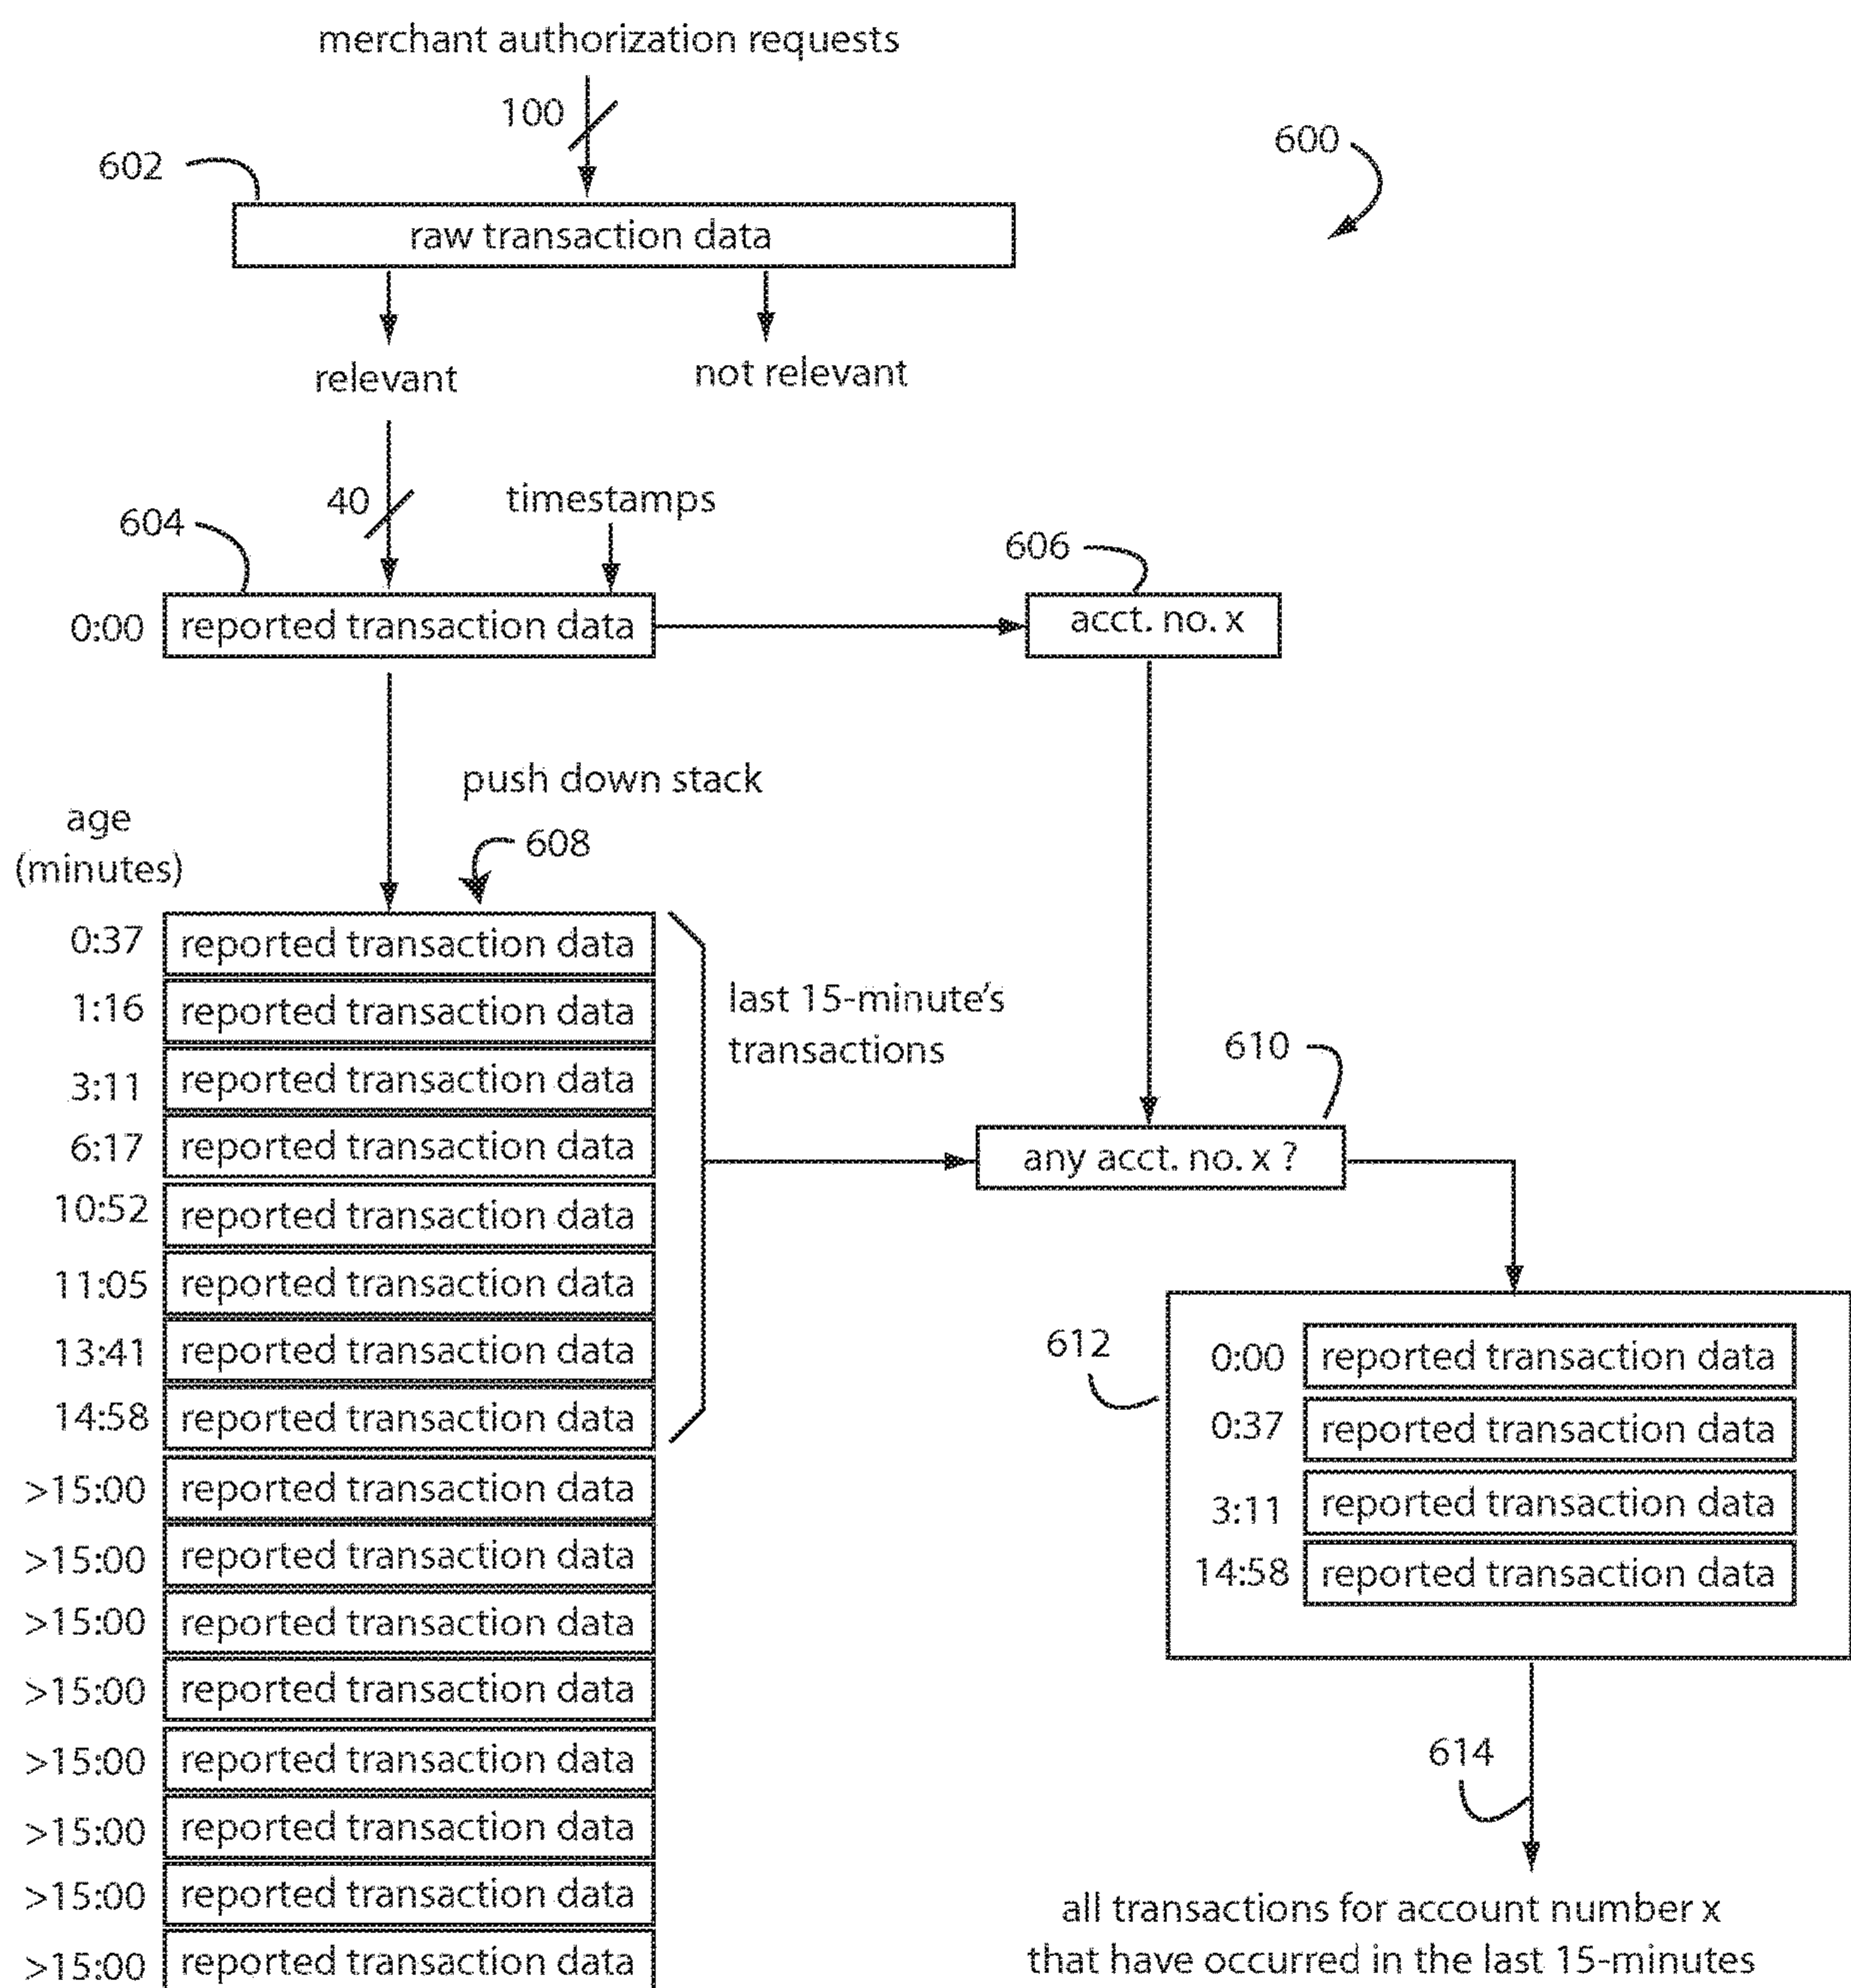 merchant authorization requests
100
600
602
raw transaction data
relevant
not relevant
40
timestamps
604
606
0:00 reported transaction data
acct. no. x
push down stack
608
age
(minutes)
0:37 reported transaction data
1:16 reported transaction data
3:11 reported transaction data
6:17 reported transaction data
10:52 reported transaction data
11:05 reported transaction data
13:41 reported transaction data
14:58 reported transaction data
>15:00 reported transaction data
>15:00 reported transaction data
>15:00 reported transaction data
>15:00 reported transaction data
>15:00 reported transaction data
>15:00 reported transaction data
>15:00 reported transaction data
>15:00 reported transaction data
last 15-minute's
transactions
610
any acct. no. x ?
612
0:00 reported transaction data
0:37 reported transaction data
3:11 reported transaction data
14:58 reported transaction data
614
all transactions for account number x
that have occurred in the last 15-minutes